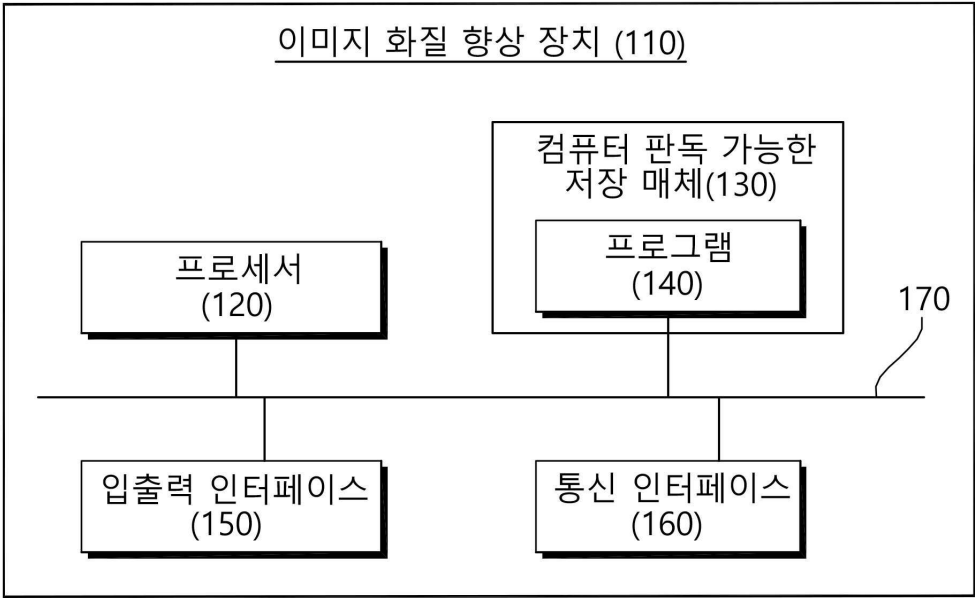 이미지 화질 향상 장치 (110)
컴퓨터 판독 가능한
저장 매체(130)
프로그램
(140)
프로세서
(120)
170
입출력 인터페이스
(150)
통신 인터페이스
(160)